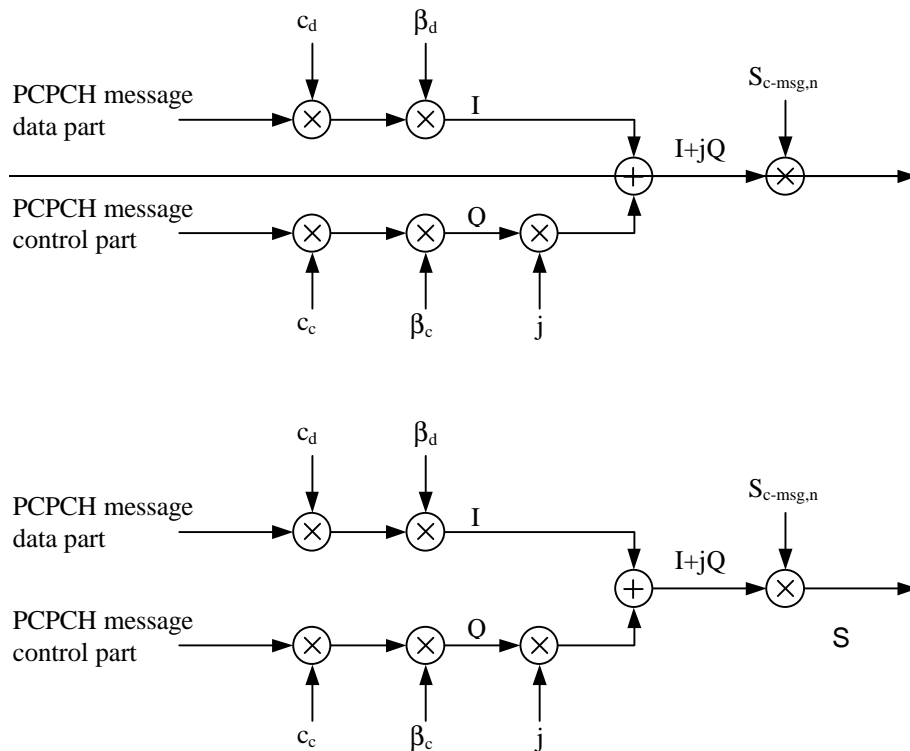 c_d β_d
PCPCH message
data part
I
S_c-msg,n
I+jQ
PCPCH message
control part
Q
c_c β_c j
c_d β_d
PCPCH message
data part
I
S_c-msg,n
I+jQ
PCPCH message
control part
Q
S
c_c β_c j